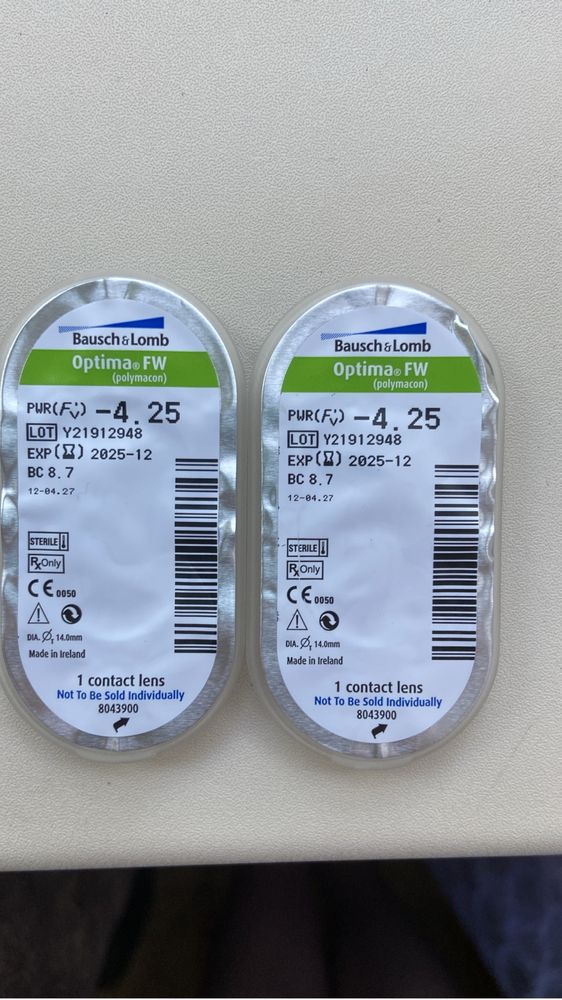 Bausch & Lomb
Optima® FW
(polymacon)
PWR(F'v) -4.25
LOT Y21912948
EXP(⌛) 2025-12
BC 8.7
12-04.27
STERILE
Rx Only
CE 0050
DIA. ∅T 14.0mm
Made in Ireland
1 contact lens
Not To Be Sold Individually
8043900
Bausch & Lomb
Optima® FW
(polymacon)
PWR(F'v) -4.25
LOT Y21912948
EXP(⌛) 2025-12
BC 8.7
12-04.27
STERILE
Rx Only
CE 0050
DIA. ∅T 14.0mm
Made in Ireland
1 contact lens
Not To Be Sold Individually
8043900